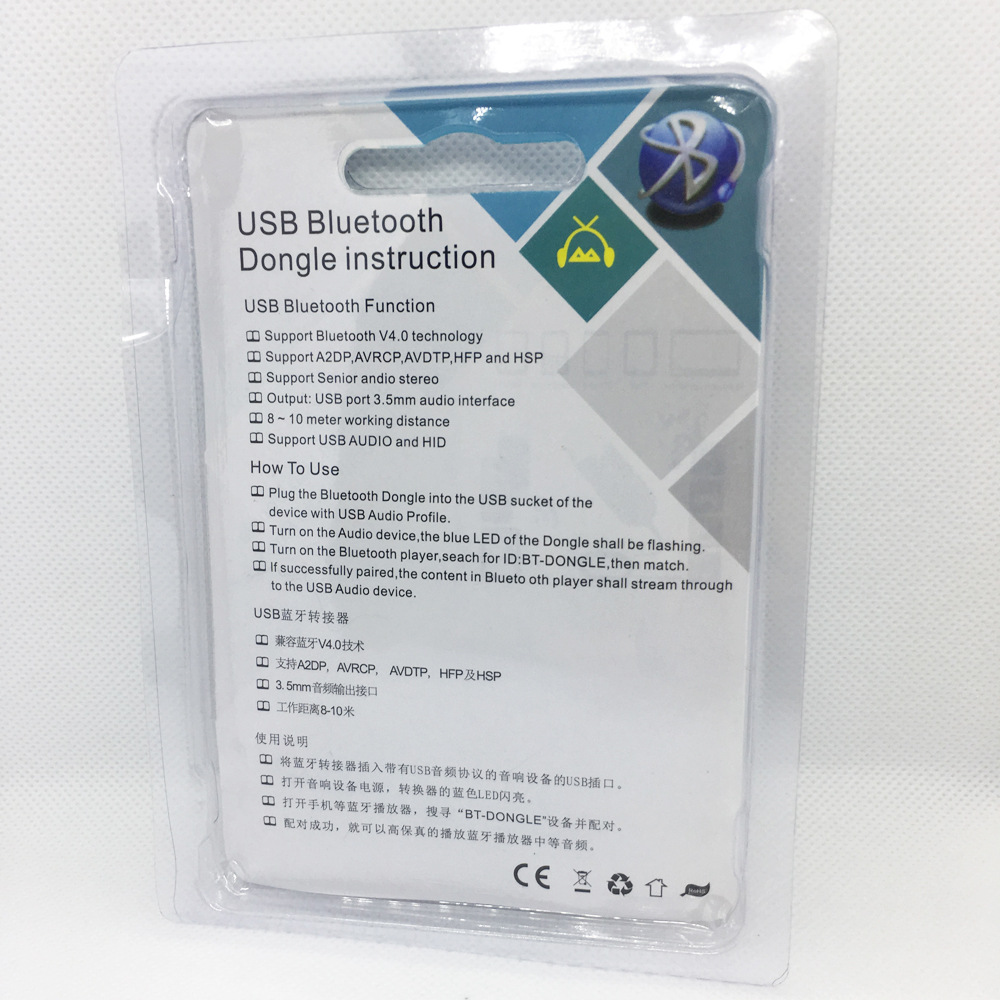 USB Bluetooth
Dongle instruction
USB Bluetooth Function
Support Bluetooth V4.0 technology
Support A2DP,AVRCP,AVDTP,HFP and HSP
Support Senior andio stereo
Output: USB port 3.5mm audio interface
8 ~ 10 meter working distance
Support USB AUDIO and HID
How To Use
Plug the Bluetooth Dongle into the USB sucket of the
device with USB Audio Profile.
Turn on the Audio device,the blue LED of the Dongle shall be flashing.
Turn on the Bluetooth player,seach for ID:BT-DONGLE,then match.
If successfully paired,the content in Blueto oth player shall stream through
to the USB Audio device.
USB蓝牙转接器
兼容蓝牙V4.0技术
支持A2DP, AVRCP, AVDTP, HFP及HSP
3.5mm音频输出接口
工作距离8-10米
使用说明
将蓝牙转接器插入带有USB音频协议的音响设备的USB插口。
打开音响设备电源，转换器的蓝色LED闪亮。
打开手机等蓝牙播放器，搜寻“BT-DONGLE”设备并配对。
配对成功，就可以高保真的播放蓝牙播放器中等音频。
CE
RoHS